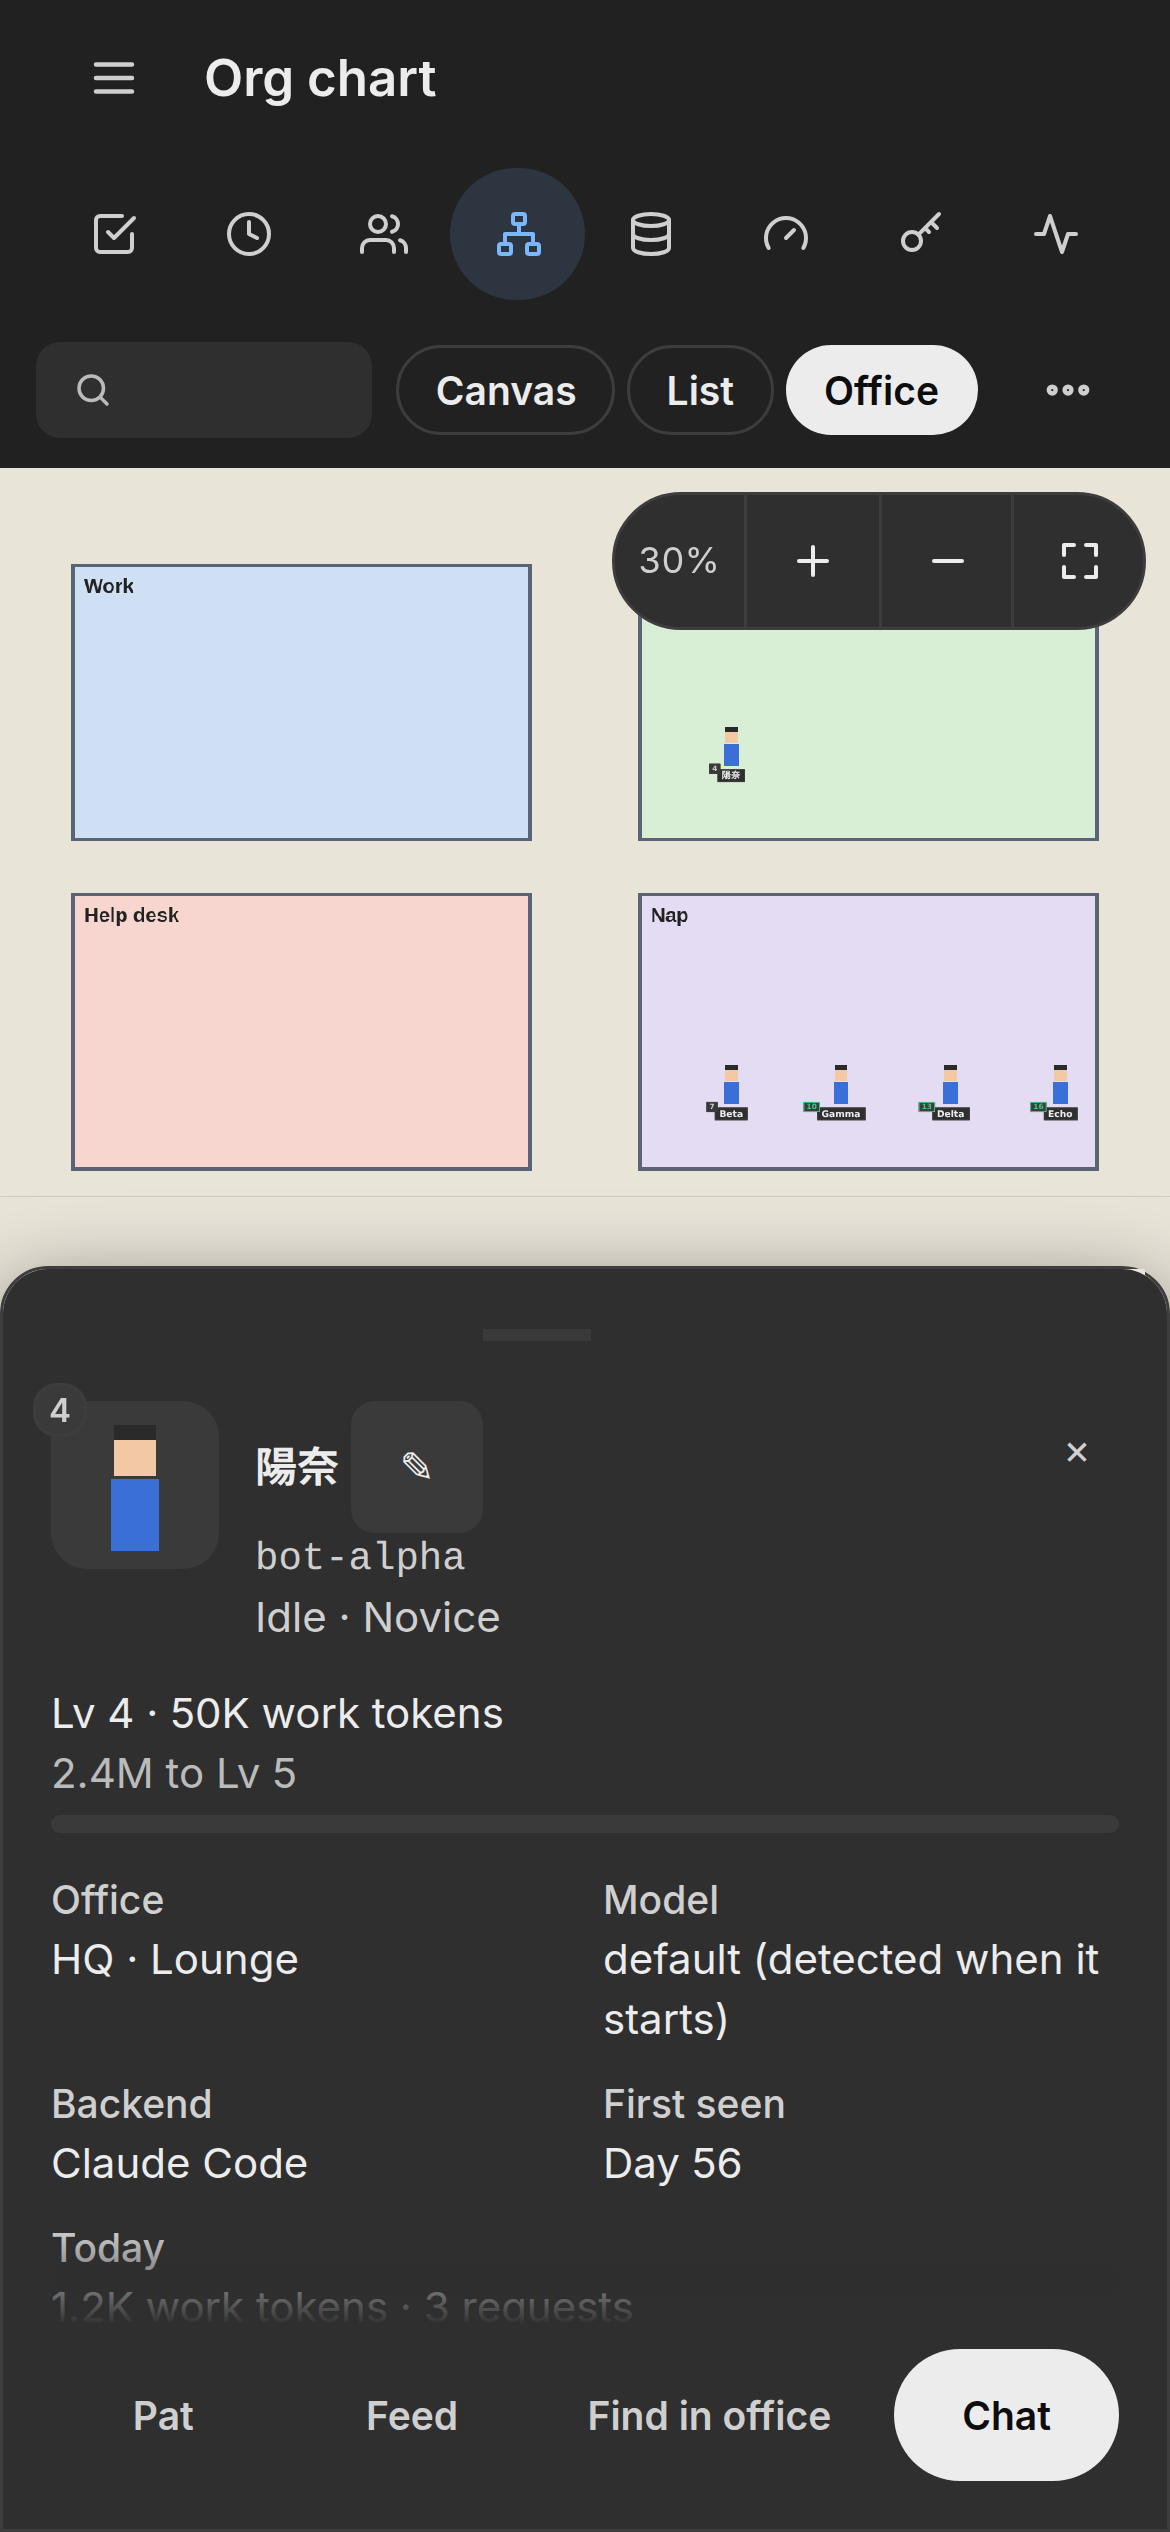 Org chart
Canvas
List
Office
30%
Work
4
陽奈
Help desk
Nap
7
Beta
10
Gamma
13
Delta
16
Echo
4
陽奈
bot-alpha
Idle · Novice
Lv 4 · 50K work tokens
2.4M to Lv 5
Office
HQ · Lounge
Model
default (detected when it
starts)
Backend
Claude Code
First seen
Day 56
Today
1.2K work tokens · 3 requests
Pat
Feed
Find in office
Chat